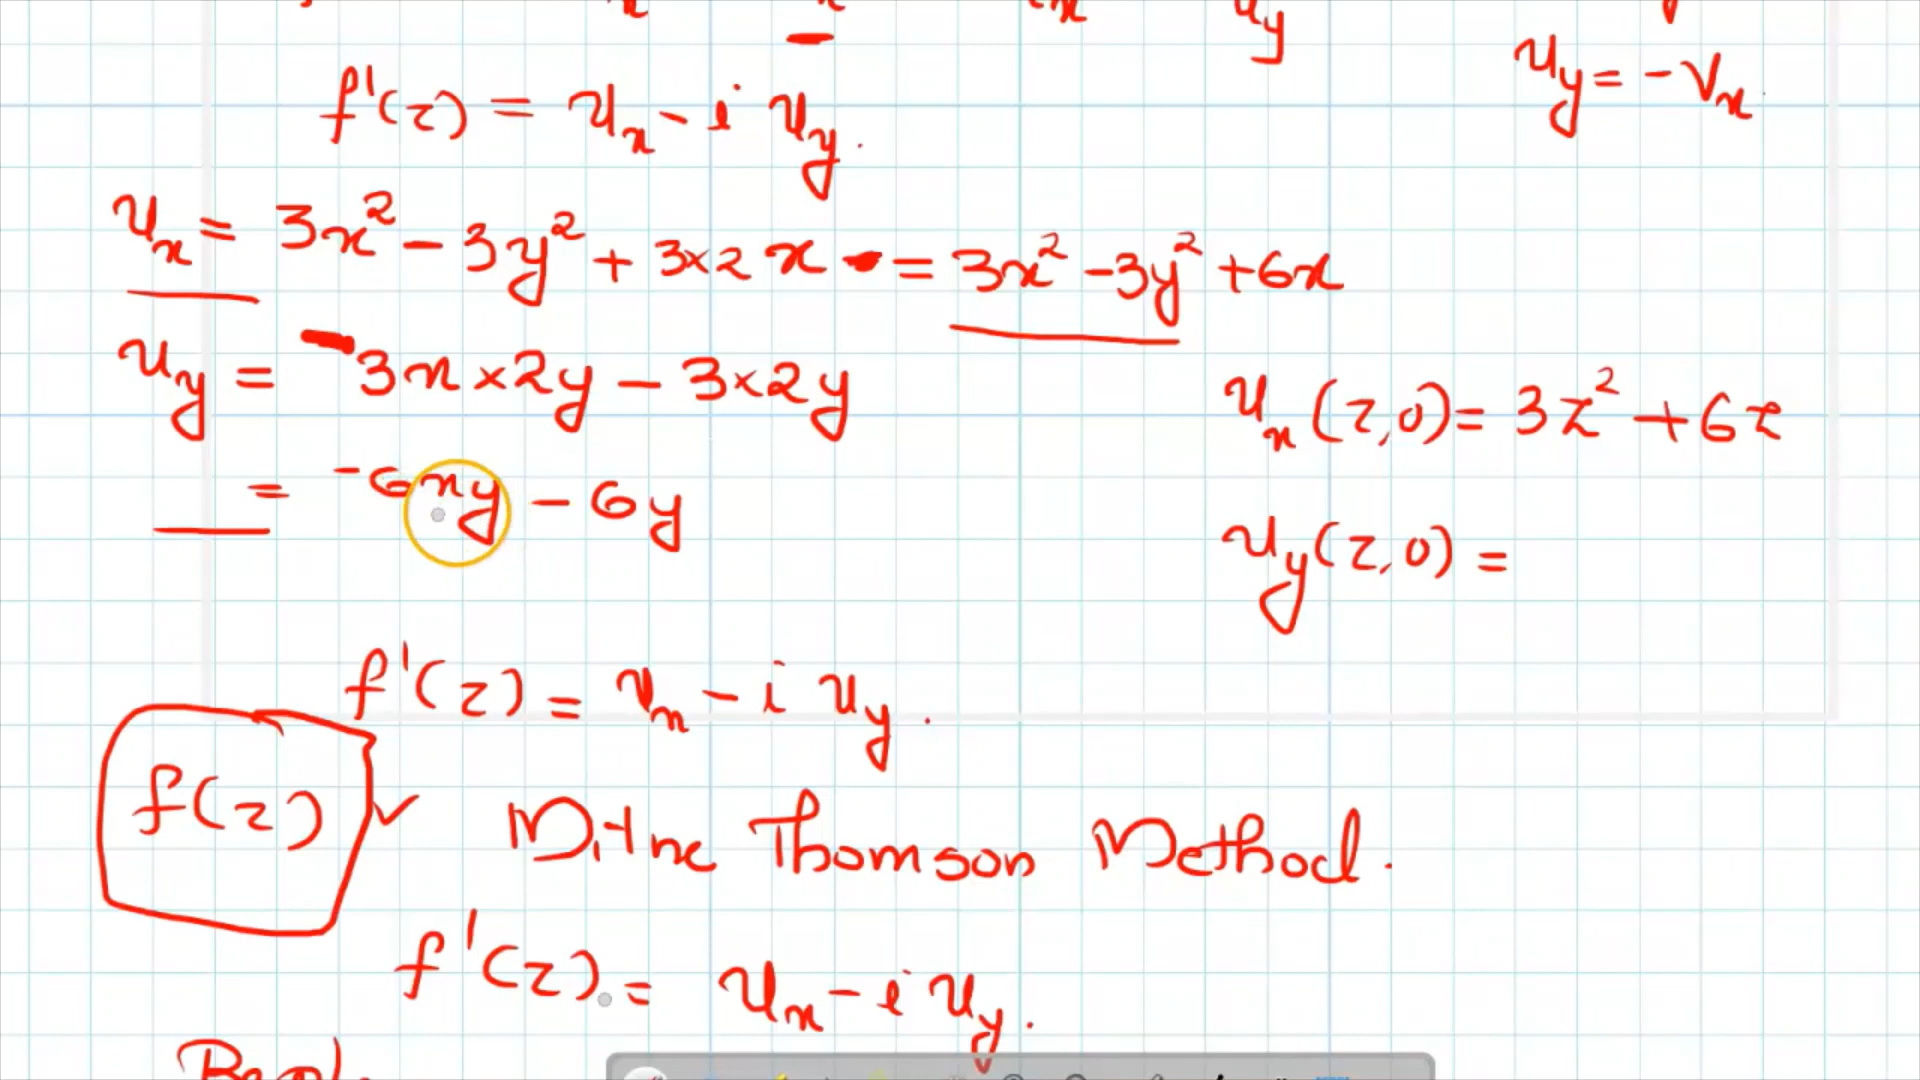 f'(z) = u_x - i u_y.
u_y = -v_x
u_x = 3x² - 3y² + 3×2 x = 3x² - 3y² + 6x
u_y = -3x×2y - 3×2y
u_x (z,0) = 3z² + 6z
= -6xy - 6y
u_y (z,0) =
f'(z) = u_x - i u_y.
f(z) ✓ Milne Thomson Method.
f'(z) = u_x - i u_y.